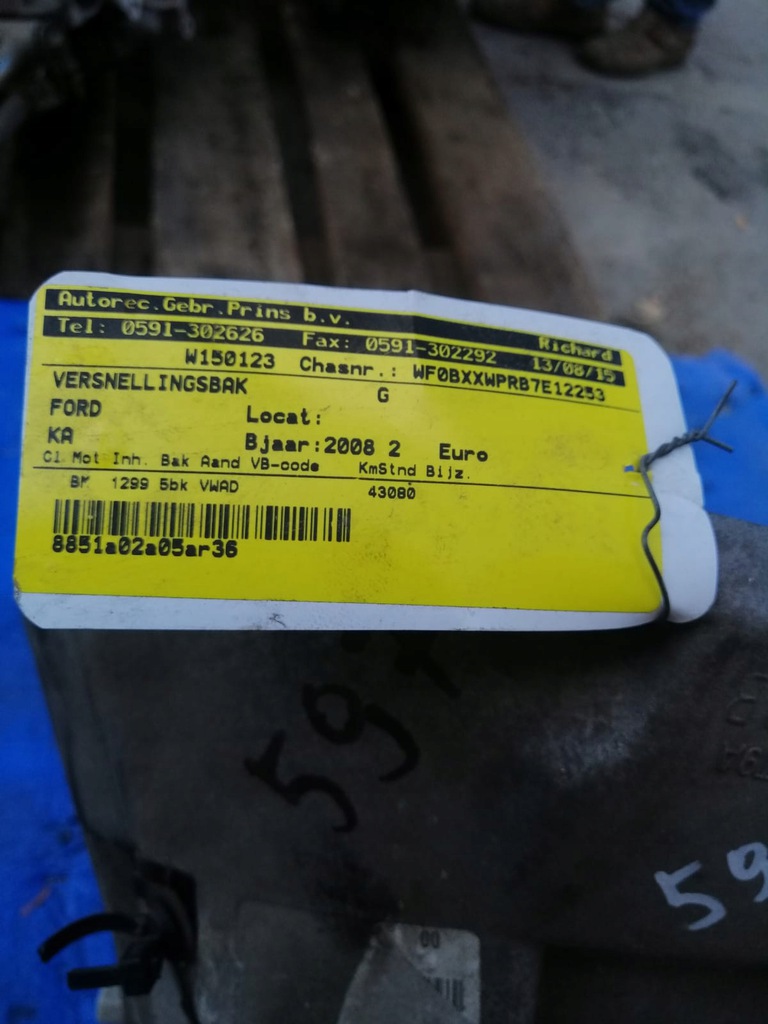 Autorec.Gebr.Prins b.v. Richard
Tel: 0591-302626 Fax: 0591-302292 13/08/15
W150123 Chasnr.: WF0BXXWPRB7E12253
VERSNELLINGSBAK G
FORD Locat:
KA Bjaar:2008 2 Euro
Cl Mot Inh. Bak Aand VB-code KmStnd Bijz.
BM 1299 5bk VWAD 43080
8851a02a05ar36
597
59
00